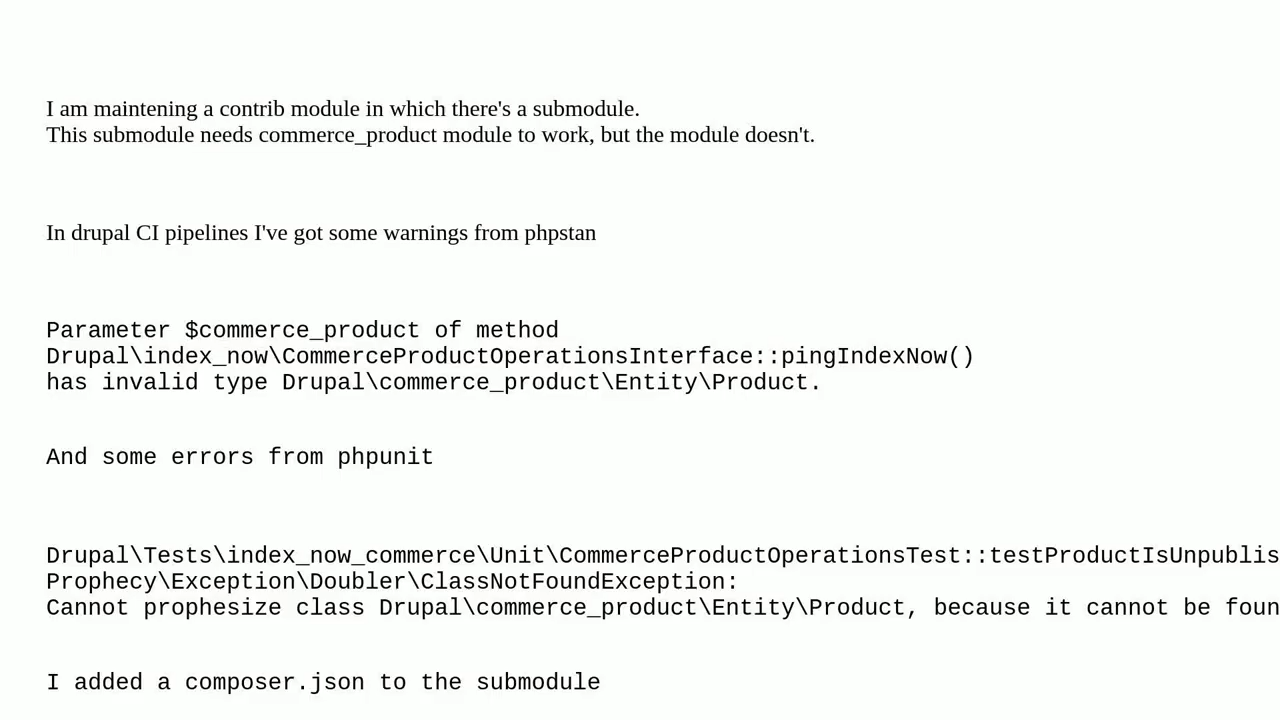 I am maintening a contrib module in which there's a submodule.
This submodule needs commerce_product module to work, but the module doesn't.
In drupal CI pipelines I've got some warnings from phpstan
Parameter $commerce_product of method
Drupal\index_now\CommerceProductOperationsInterface::pingIndexNow()
has invalid type Drupal\commerce_product\Entity\Product.
And some errors from phpunit
Drupal\Tests\index_now_commerce\Unit\CommerceProductOperationsTest::testProductIsUnpublis
Prophecy\Exception\Doubler\ClassNotFoundException:
Cannot prophesize class Drupal\commerce_product\Entity\Product, because it cannot be foun
I added a composer.json to the submodule